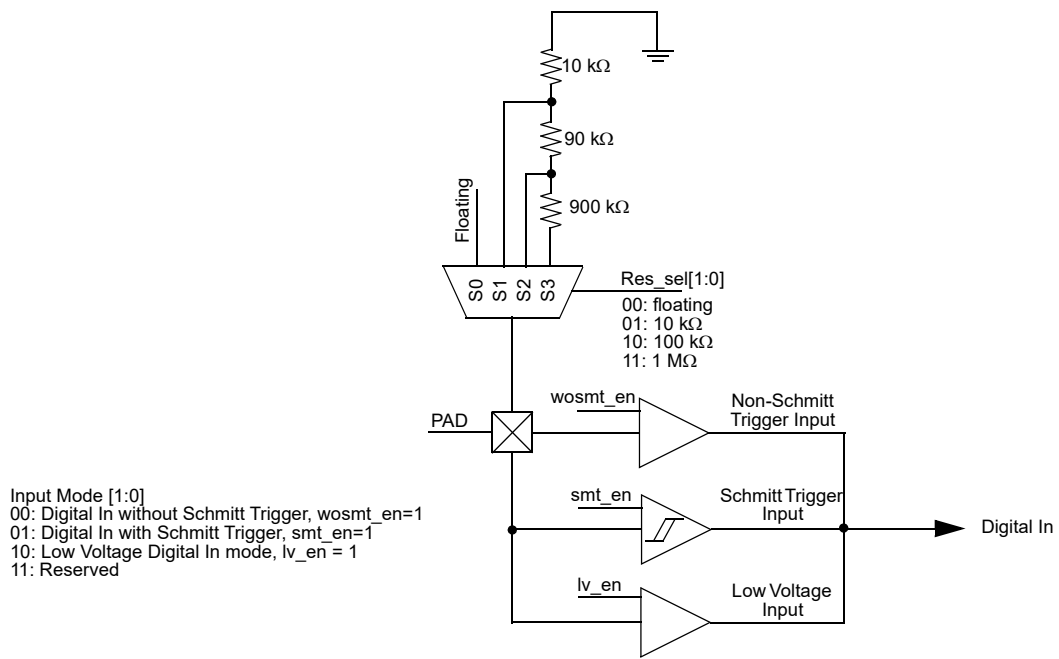 10 kΩ
90 kΩ
900 kΩ
Floating
S0
S1
S2
S3
Res_sel[1:0]
00: floating
01: 10 kΩ
10: 100 kΩ
11: 1 MΩ
PAD
wosmt_en
Non-Schmitt
Trigger Input
smt_en
Schmitt Trigger
Input
Digital In
lv_en
Low Voltage
Input
Input Mode [1:0]
00: Digital In without Schmitt Trigger, wosmt_en=1
01: Digital In with Schmitt Trigger, smt_en=1
10: Low Voltage Digital In mode, lv_en = 1
11: Reserved